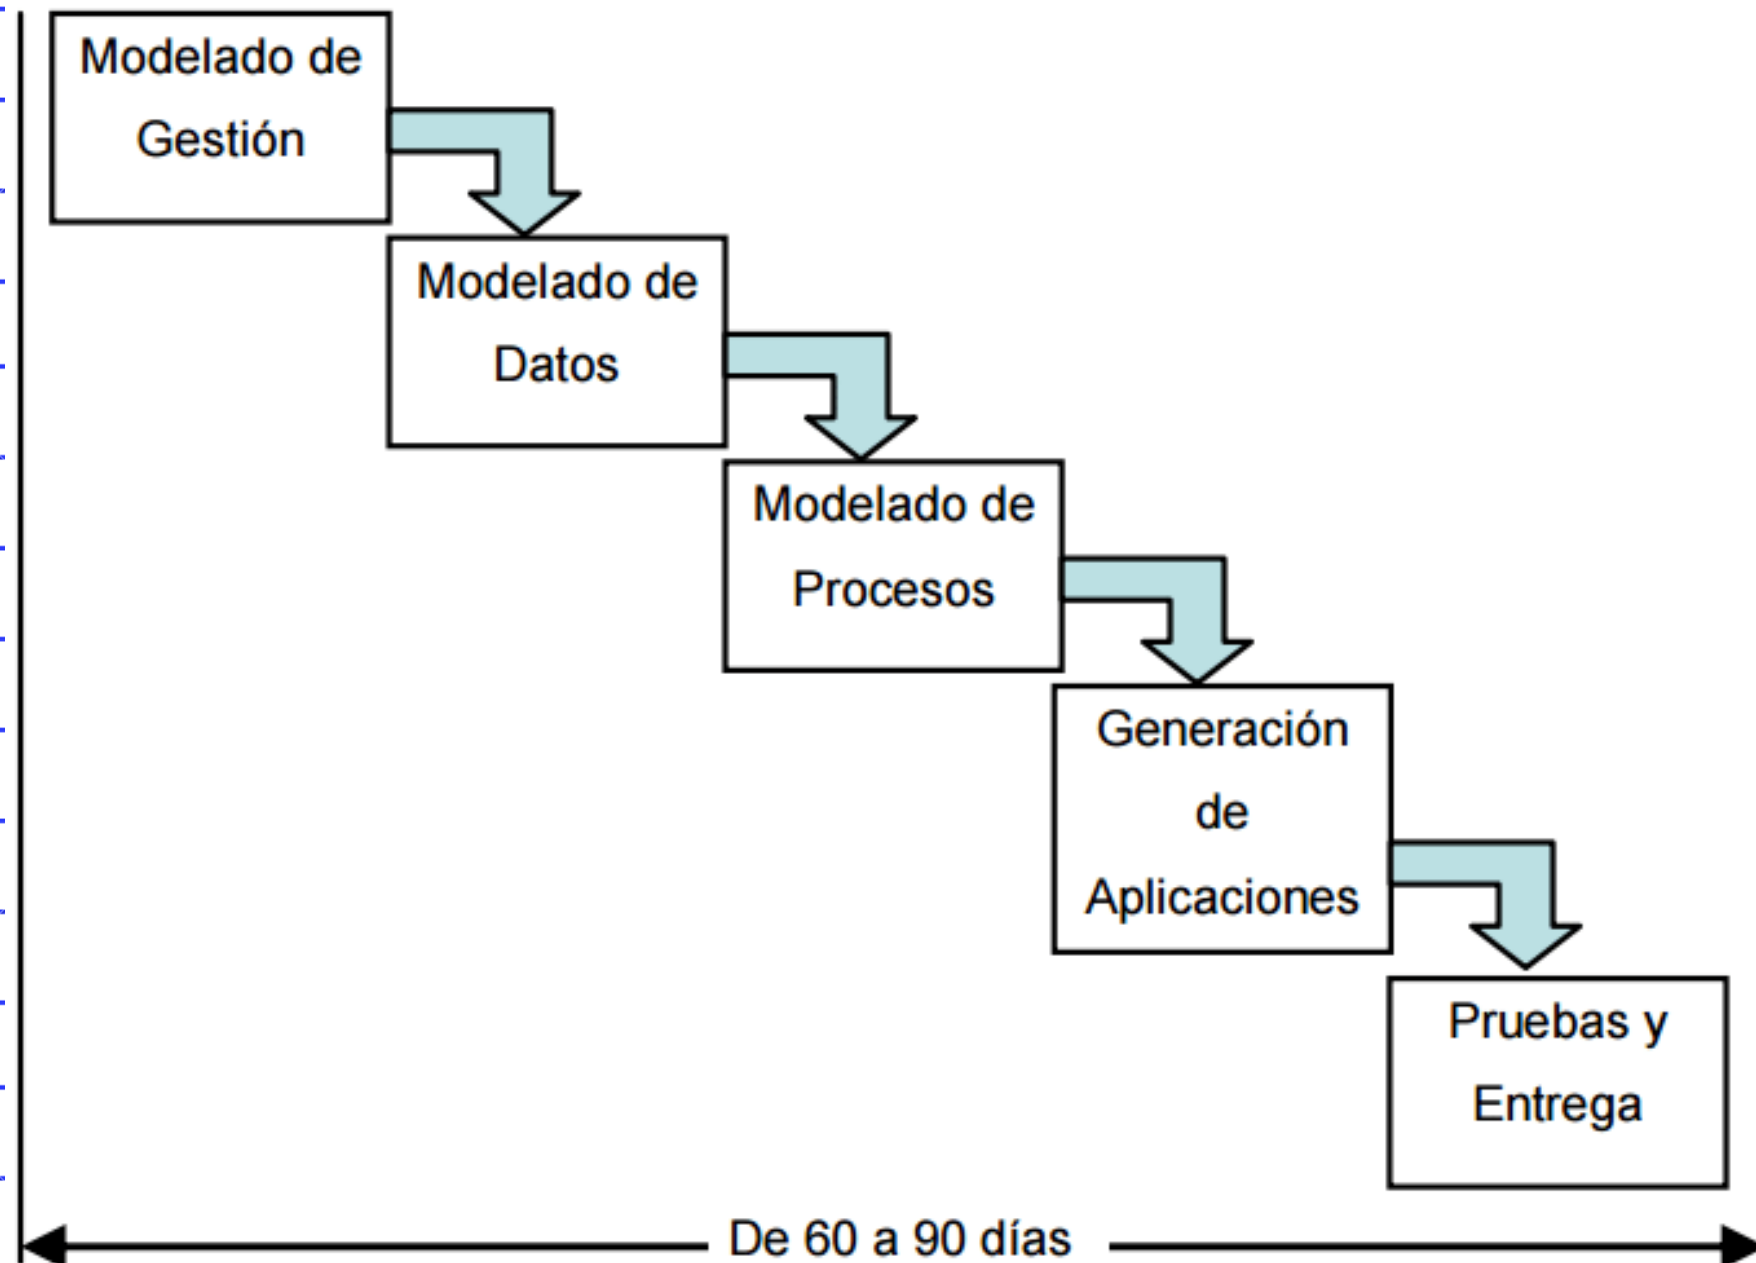 Modelado de
Gestión
Modelado de
Datos
Modelado de
Procesos
Generación
de
Aplicaciones
Pruebas y
Entrega
De 60 a 90 días